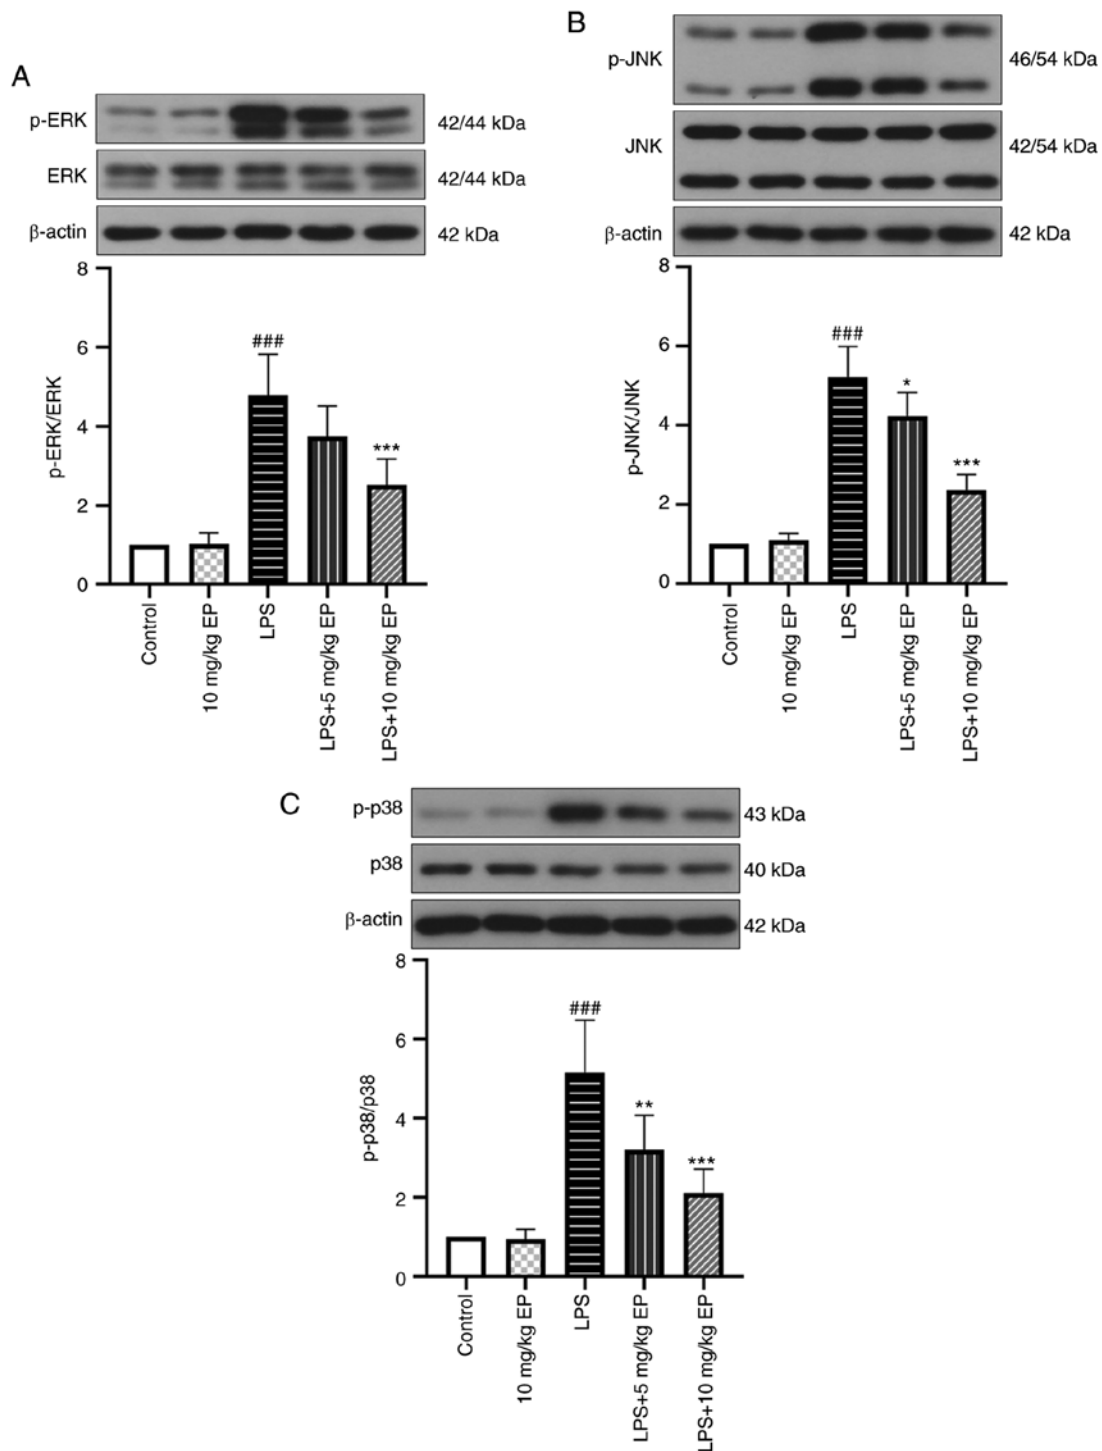 A
p-ERK
42/44 kDa
ERK
42/44 kDa
β-actin
42 kDa
8
6
4
2
0
p-ERK/ERK
###
***
Control
10 mg/kg EP
LPS
LPS+5 mg/kg EP
LPS+10 mg/kg EP
B
p-JNK
46/54 kDa
JNK
42/54 kDa
β-actin
42 kDa
8
6
4
2
0
p-JNK/JNK
###
*
***
Control
10 mg/kg EP
LPS
LPS+5 mg/kg EP
LPS+10 mg/kg EP
C
p-p38
43 kDa
p38
40 kDa
β-actin
42 kDa
8
6
4
2
0
p-p38/p38
###
**
***
Control
10 mg/kg EP
LPS
LPS+5 mg/kg EP
LPS+10 mg/kg EP